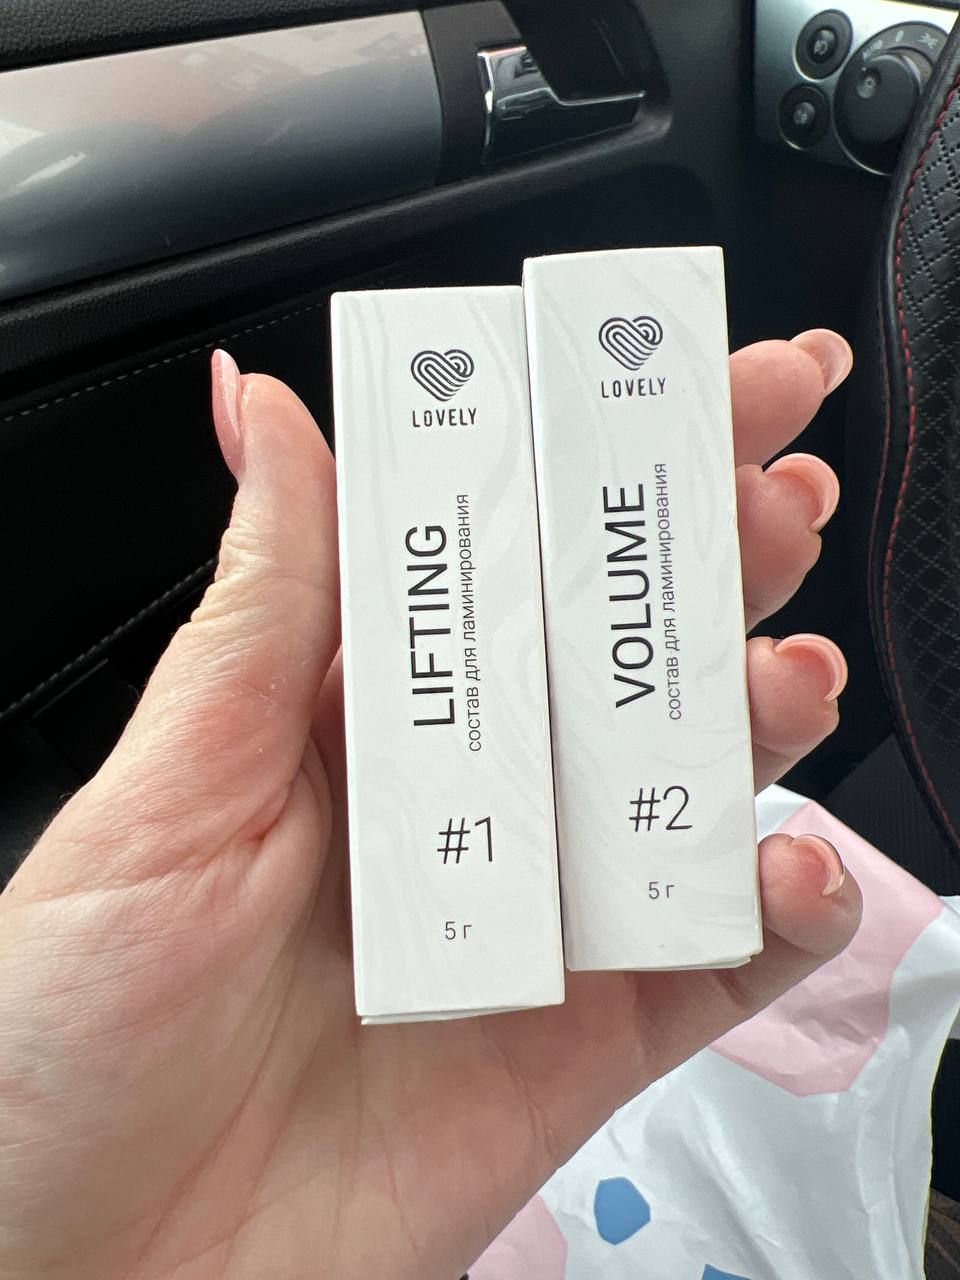 LOVELY
LIFTING
состав для ламинирования
#1
5 г
LOVELY
VOLUME
состав для ламинирования
#2
5 г